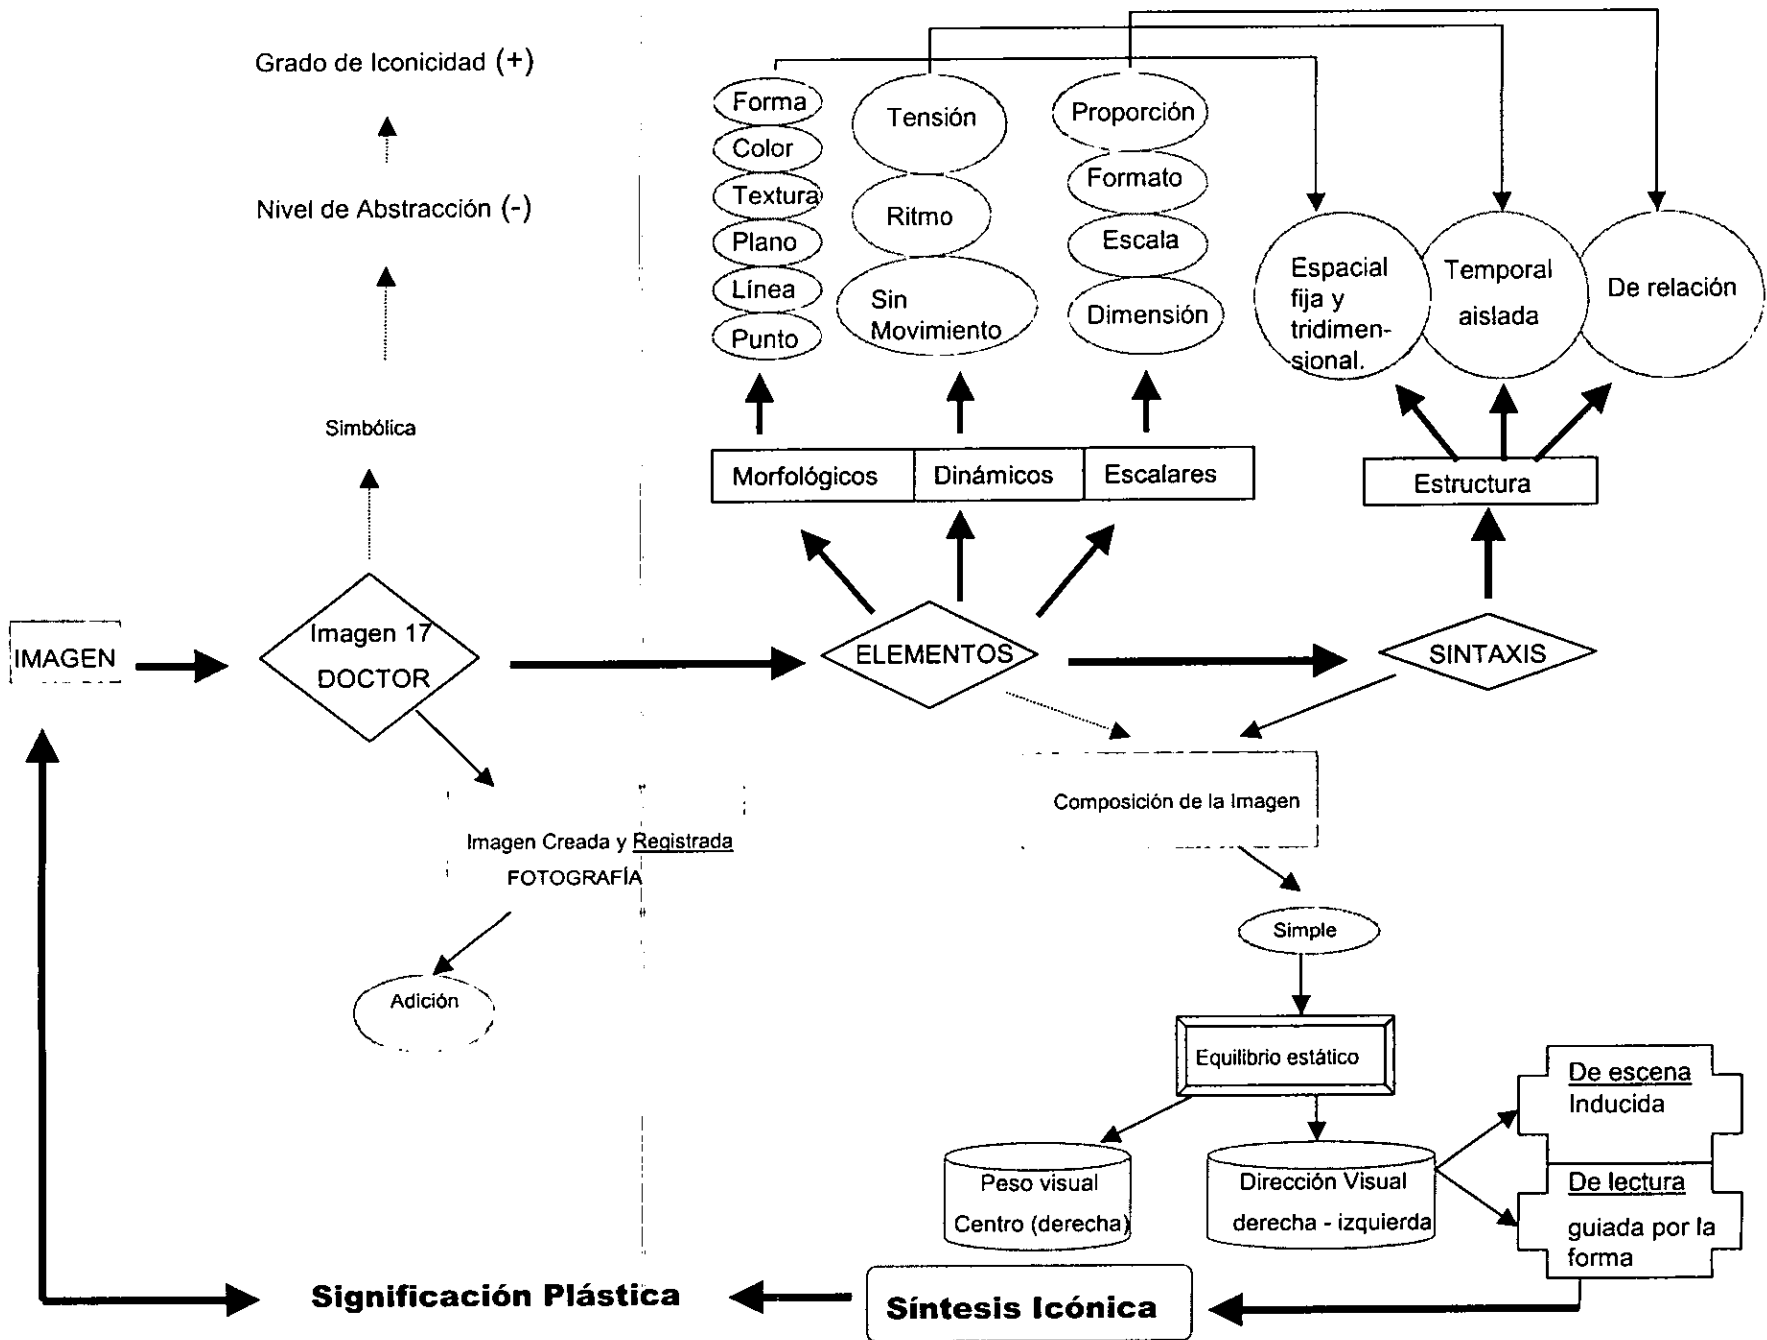 Grado de Iconicidad (+)
Nivel de Abstracción (-)
Simbólica
IMAGEN
Imagen 17
DOCTOR
Imagen Creada y Registrada
FOTOGRAFÍA
Adición
Forma
Color
Textura
Plano
Línea
Punto
Tensión
Ritmo
Sin
Movimiento
Proporción
Formato
Escala
Dimensión
Espacial
fija y
tridimen-
sional.
Temporal
aislada
De relación
Morfológicos
Dinámicos
Escalares
Estructura
ELEMENTOS
SINTAXIS
Composición de la Imagen
Simple
Equilibrio estático
Peso visual
Centro (derecha)
Dirección Visual
derecha - izquierda
De escena
Inducida
De lectura
guiada por la
forma
Síntesis Icónica
Significación Plástica